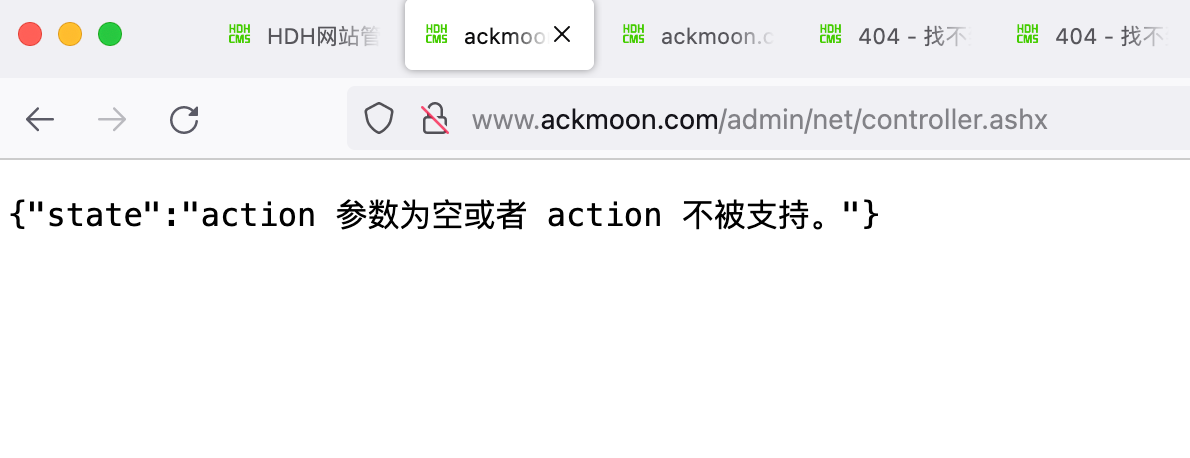 HDH CMS HDH网站管
HDH CMS ackmoo
HDH CMS ackmoon.c
HDH CMS 404 - 找不
HDH CMS 404 - 找不
www.ackmoon.com/admin/net/controller.ashx
{"state":"action 参数为空或者 action 不被支持。"}